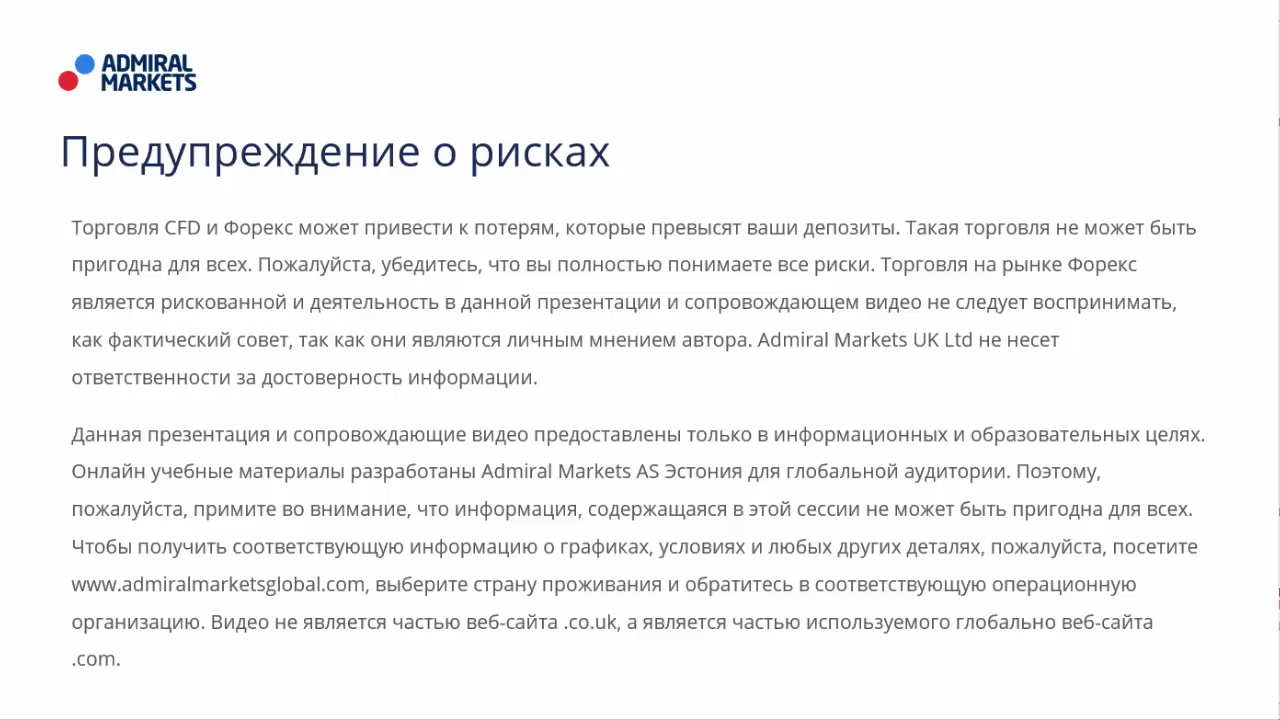 ADMIRAL
MARKETS
Предупреждение о рисках
Торговля CFD и Форекс может привести к потерям, которые превысят ваши депозиты. Такая торговля не может быть
пригодна для всех. Пожалуйста, убедитесь, что вы полностью понимаете все риски. Торговля на рынке Форекс
является рискованной и деятельность в данной презентации и сопровождающем видео не следует воспринимать,
как фактический совет, так как они являются личным мнением автора. Admiral Markets UK Ltd не несет
ответственности за достоверность информации.
Данная презентация и сопровождающие видео предоставлены только в информационных и образовательных целях.
Онлайн учебные материалы разработаны Admiral Markets AS Эстония для глобальной аудитории. Поэтому,
пожалуйста, примите во внимание, что информация, содержащаяся в этой сессии не может быть пригодна для всех.
Чтобы получить соответствующую информацию о графиках, условиях и любых других деталях, пожалуйста, посетите
www.admiralmarketsglobal.com, выберите страну проживания и обратитесь в соответствующую операционную
организацию. Видео не является частью веб-сайта .co.uk, а является частью используемого глобально веб-сайта
.com.